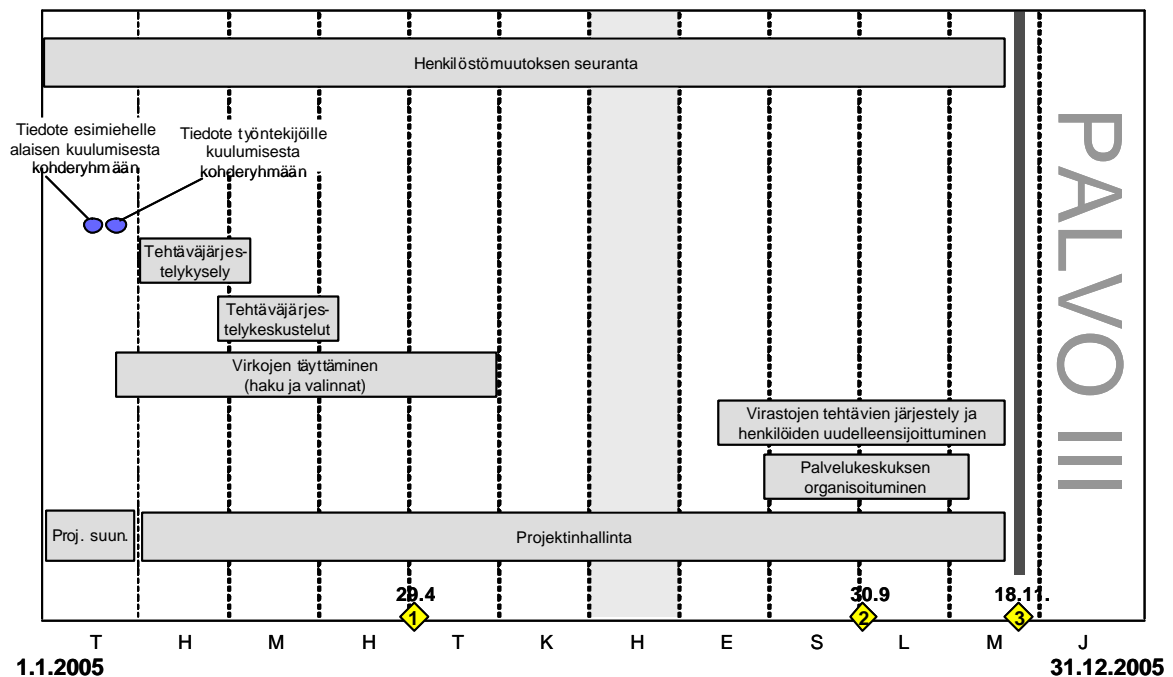 Henkilöstömuutoksen seuranta
Tiedote esimiehelle
alaisen kuulumisesta
kohderyhmään
Tiedote työntekijöille
kuulumisesta
kohderyhmään
Tehtäväjärjes-
telykysely
Tehtäväjärjes-
telykeskustelut
Virkojen täyttäminen
(haku ja valinnat)
Virastojen tehtävien järjestely ja
henkilöiden uudelleensijoittuminen
Palvelukeskuksen
organisoituminen
Proj. suun.
Projektinhallinta
PALVO III
29.4
30.9
18.11.
1
2
3
T H M H T K H E S L M J
1.1.2005
31.12.2005